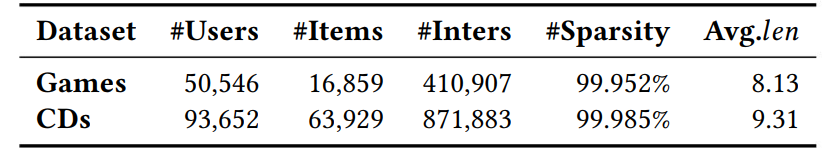 Dataset #Users #Items #Inters #Sparsity Avg.len
Games 50,546 16,859 410,907 99.952% 8.13
CDs 93,652 63,929 871,883 99.985% 9.31